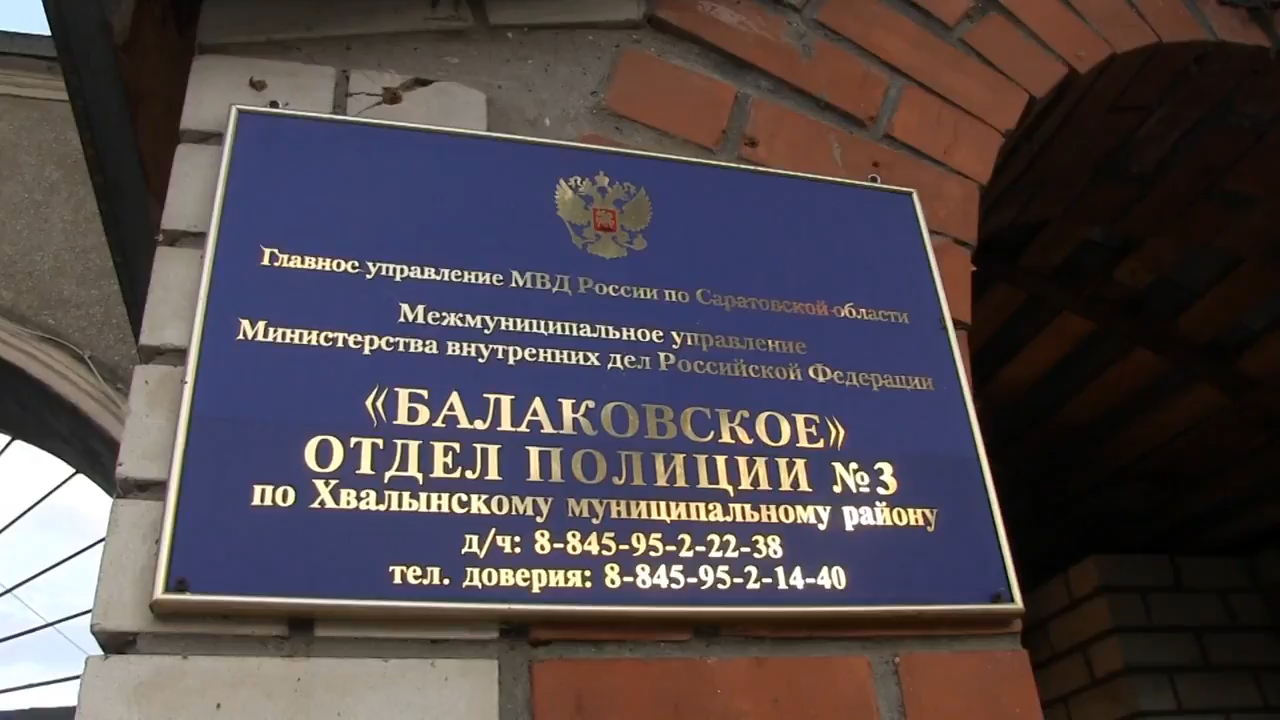 Главное управление МВД России по Саратовской области
Межмуниципальное управление
Министерства внутренних дел Российской Федерации
«БАЛАКОВСКОЕ»
ОТДЕЛ ПОЛИЦИИ №3
по Хвалынскому муниципальному району
д/ч: 8-845-95-2-22-38
тел. доверия: 8-845-95-2-14-40